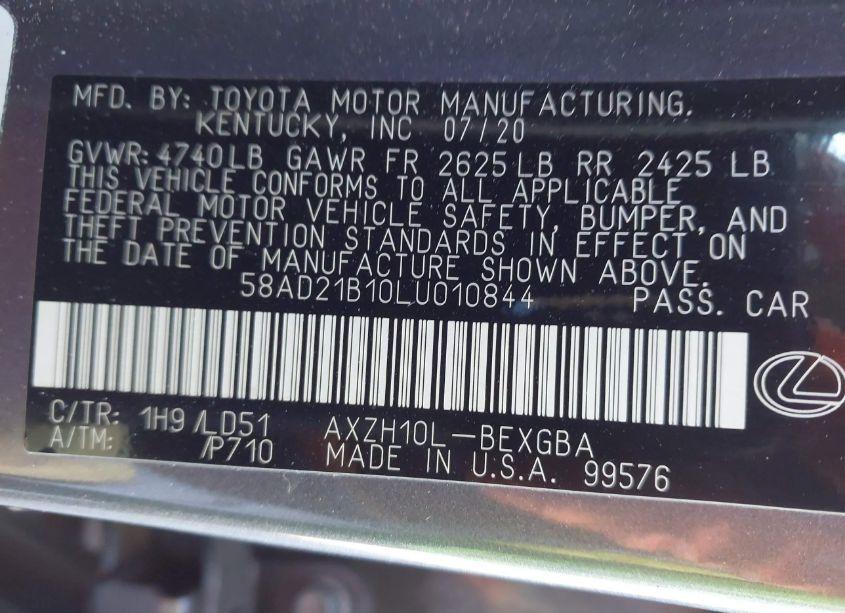 MFD. BY: TOYOTA MOTOR MANUFACTURING.
KENTUCKY, INC 07/20
GVWR: 4740LB GAWR FR 2625 LB RR 2425 LB
THIS VEHICLE CONFORMS TO ALL APPLICABLE
FEDERAL MOTOR VEHICLE SAFETY, BUMPER, AND
THEFT PREVENTION STANDARDS IN EFFECT ON
THE DATE OF MANUFACTURE SHOWN ABOVE.
58AD21B10LU010844 PASS. CAR
C/TR: 1H9 /LD51 AXZH10L-BEXGBA
A/TM: /P710 MADE IN U.S.A. 99576